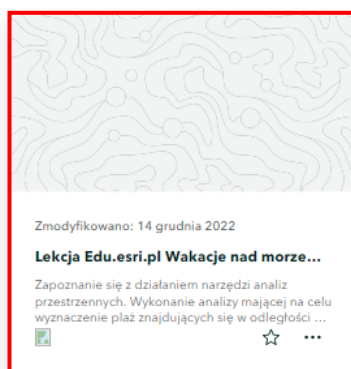 Zmodyfikowano: 14 grudnia 2022
Lekcja Edu.esri.pl Wakacje nad morze...
Zapoznanie się z działaniem narzędzi analiz
przestrzennych. Wykonanie analizy mającej na celu
wyznaczenie plaż znajdujących się w odległości ...